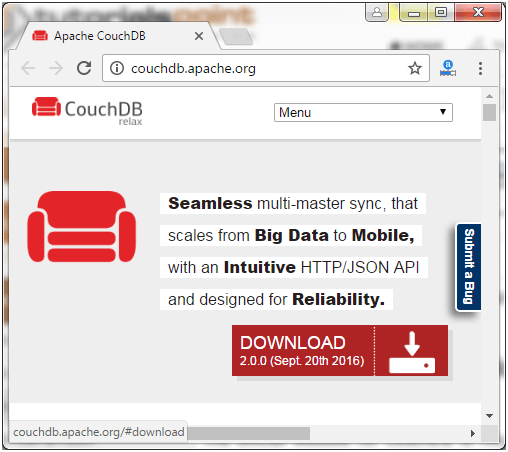 tutorialspoint
Apache CouchDB
couchdb.apache.org
CouchDB
relax
Menu
Seamless multi-master sync, that
scales from Big Data to Mobile,
with an Intuitive HTTP/JSON API
and designed for Reliability.
Submit a Bug
DOWNLOAD
2.0.0 (Sept. 20th 2016)
couchdb.apache.org/#download